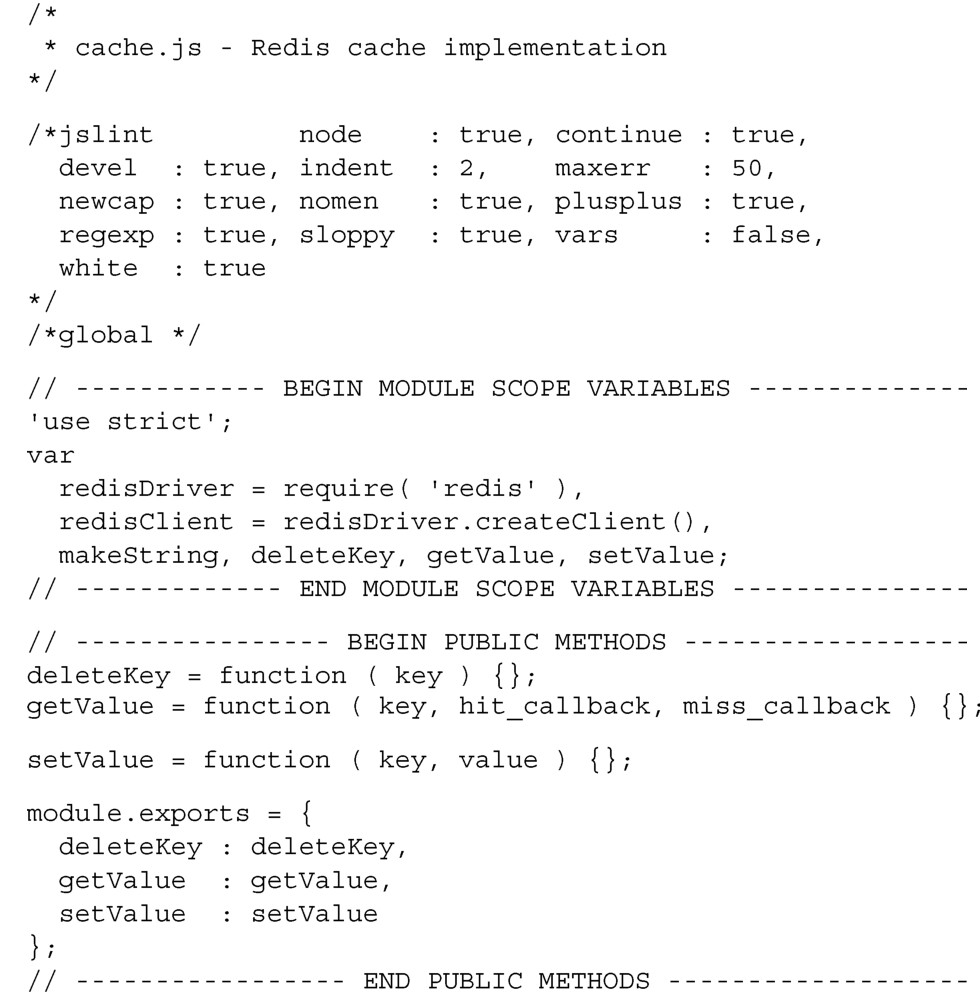 /*
 * cache.js - Redis cache implementation
*/
/*jslint         node    : true, continue : true,
  devel  : true, indent  : 2,    maxerr   : 50,
  newcap : true, nomen   : true, plusplus : true,
  regexp : true, sloppy  : true, vars     : false,
  white  : true
*/
/*global */
// ------------ BEGIN MODULE SCOPE VARIABLES --------------
'use strict';
var
  redisDriver = require( 'redis' ),
  redisClient = redisDriver.createClient(),
  makeString, deleteKey, getValue, setValue;
// ------------- END MODULE SCOPE VARIABLES ---------------
// ---------------- BEGIN PUBLIC METHODS ------------------
deleteKey = function ( key ) {};
getValue = function ( key, hit_callback, miss_callback ) {};
setValue = function ( key, value ) {};
module.exports = {
  deleteKey : deleteKey,
  getValue  : getValue,
  setValue  : setValue
};
// ----------------- END PUBLIC METHODS -------------------